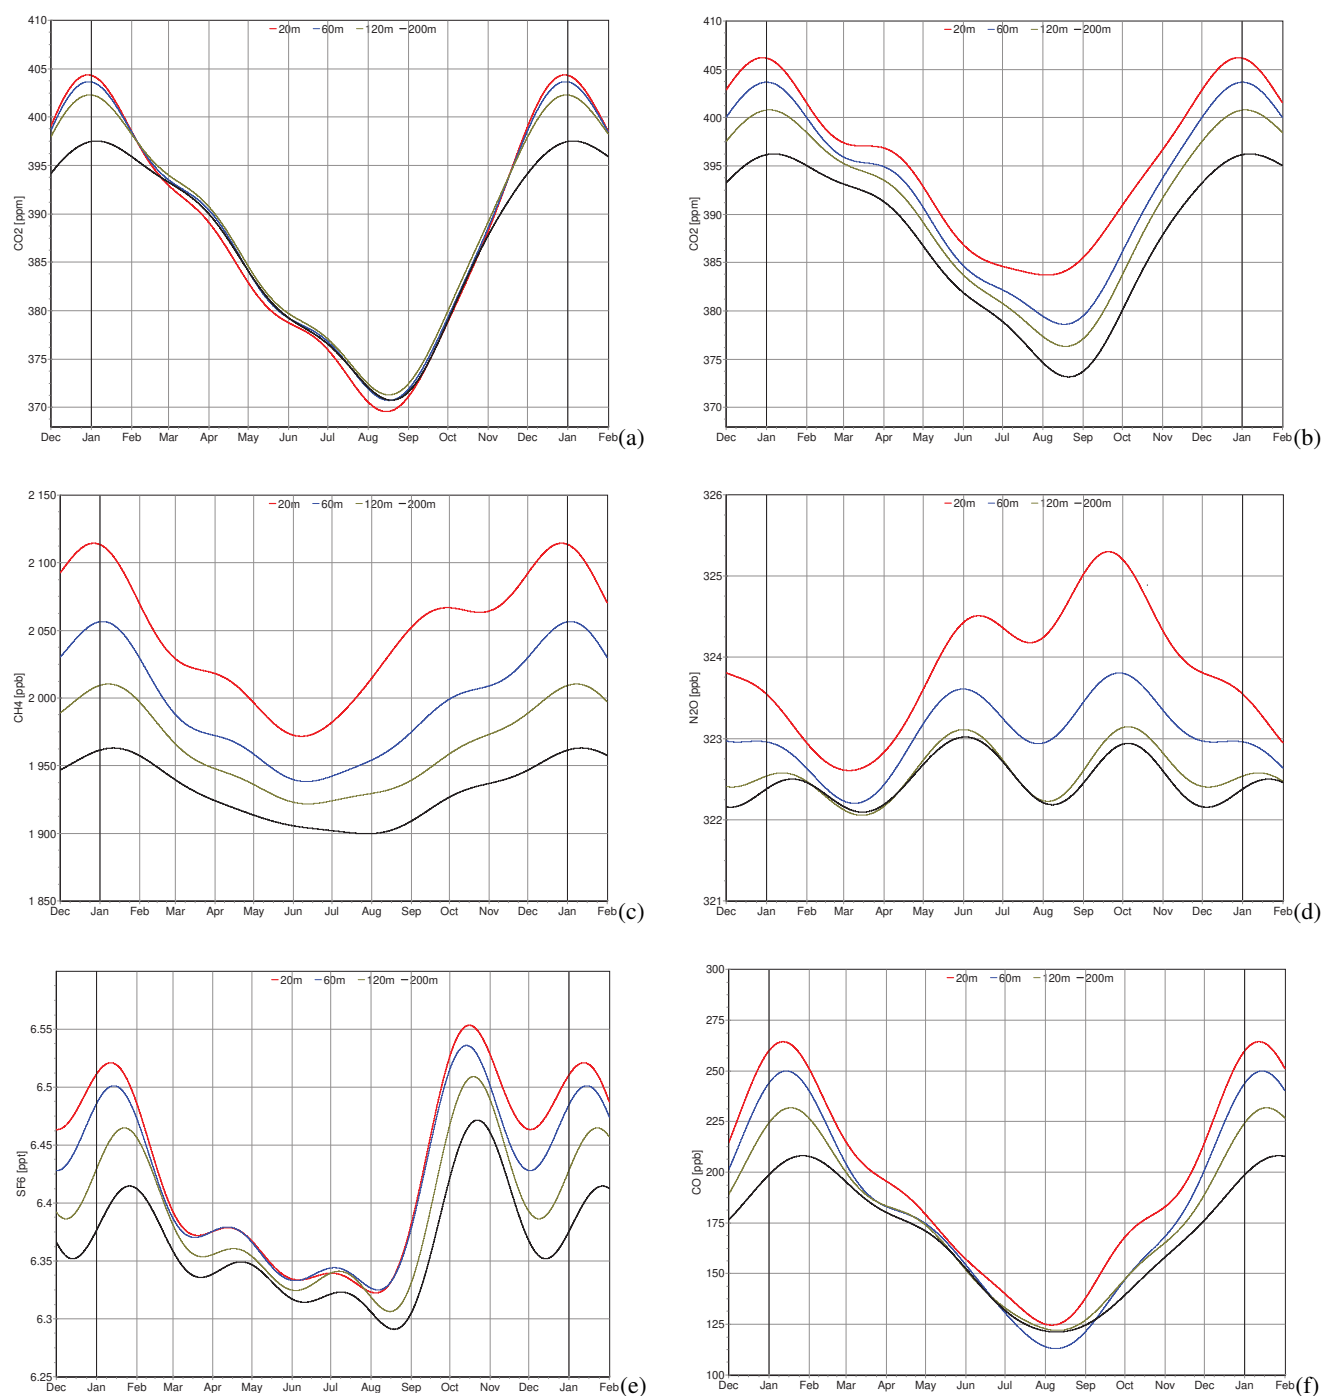 410
405
400
395
390
385
380
375
370
CO2 [ppm]
20m 60m 120m 200m
Dec Jan Feb Mar Apr May Jun Jul Aug Sep Oct Nov Dec Jan Feb
(a)
410
405
400
395
390
385
380
375
370
CO2 [ppm]
20m 60m 120m 200m
Dec Jan Feb Mar Apr May Jun Jul Aug Sep Oct Nov Dec Jan Feb
(b)
2 150
2 100
2 050
2 000
1 950
1 900
1 850
CH4 [ppb]
20m 60m 120m 200m
Dec Jan Feb Mar Apr May Jun Jul Aug Sep Oct Nov Dec Jan Feb
(c)
326
325
324
323
322
321
N2O [ppb]
20m 60m 120m 200m
Dec Jan Feb Mar Apr May Jun Jul Aug Sep Oct Nov Dec Jan Feb
(d)
6.55
6.5
6.45
6.4
6.35
6.3
6.25
SF6 [ppt]
20m 60m 120m 200m
Dec Jan Feb Mar Apr May Jun Jul Aug Sep Oct Nov Dec Jan Feb
(e)
300
275
250
225
200
175
150
125
100
CO [ppb]
20m 60m 120m 200m
Dec Jan Feb Mar Apr May Jun Jul Aug Sep Oct Nov Dec Jan Feb
(f)